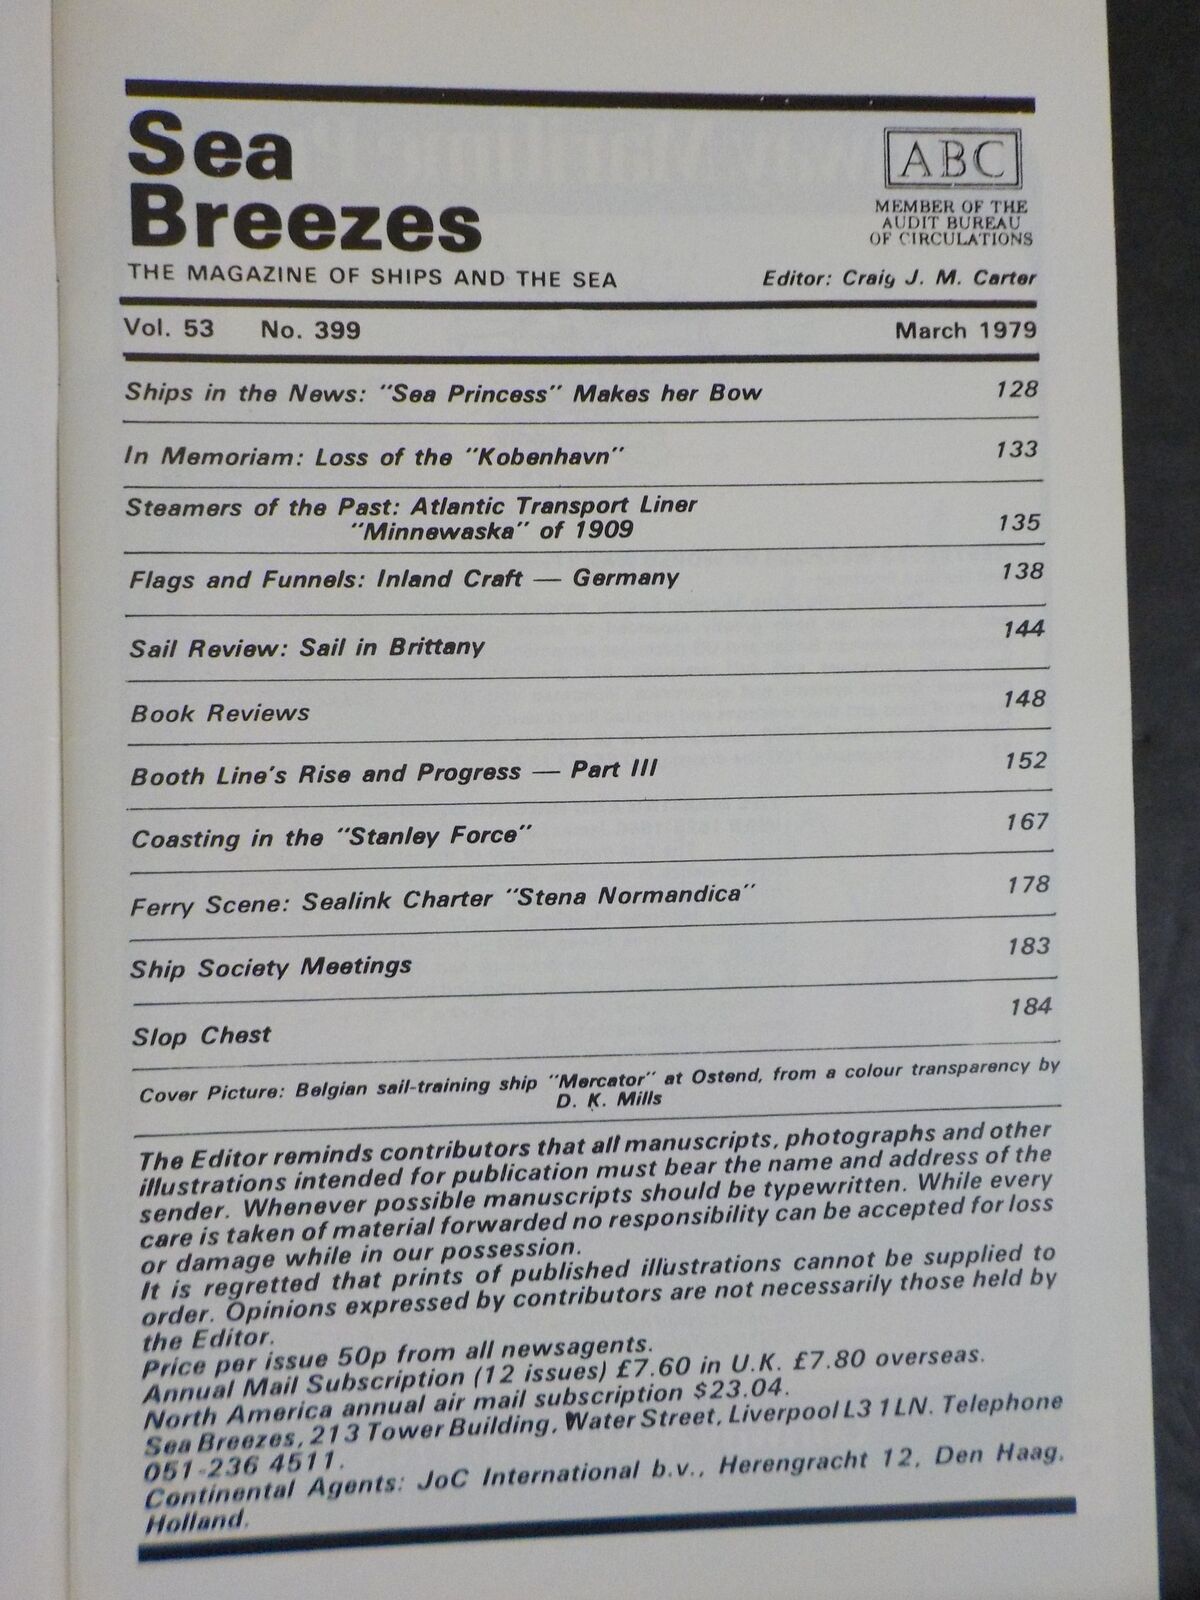 Sea
Breezes
THE MAGAZINE OF SHIPS AND THE SEA
ABC
MEMBER OF THE
AUDIT BUREAU
OF CIRCULATIONS
Editor: Craig J. M. Carter
Vol. 53 No. 399 March 1979
Ships in the News: "Sea Princess" Makes her Bow 128
In Memoriam: Loss of the "Kobenhavn" 133
Steamers of the Past: Atlantic Transport Liner
"Minnewaska" of 1909 135
Flags and Funnels: Inland Craft — Germany 138
Sail Review: Sail in Brittany 144
Book Reviews 148
Booth Line's Rise and Progress — Part III 152
Coasting in the "Stanley Force" 167
Ferry Scene: Sealink Charter "Stena Normandica" 178
Ship Society Meetings 183
Slop Chest 184
Cover Picture: Belgian sail-training ship "Mercator" at Ostend, from a colour transparency by
D. K. Mills
The Editor reminds contributors that all manuscripts, photographs and other
illustrations intended for publication must bear the name and address of the
sender. Whenever possible manuscripts should be typewritten. While every
care is taken of material forwarded no responsibility can be accepted for loss
or damage while in our possession.
It is regretted that prints of published illustrations cannot be supplied to
order. Opinions expressed by contributors are not necessarily those held by
the Editor.
Price per issue 50p from all newsagents.
Annual Mail Subscription (12 issues) £7.60 in U.K. £7.80 overseas.
North America annual air mail subscription $23.04.
Sea Breezes, 213 Tower Building, Water Street, Liverpool L3 1LN. Telephone
051-236 4511.
Continental Agents: JoC International b.v., Herengracht 12, Den Haag,
Holland.